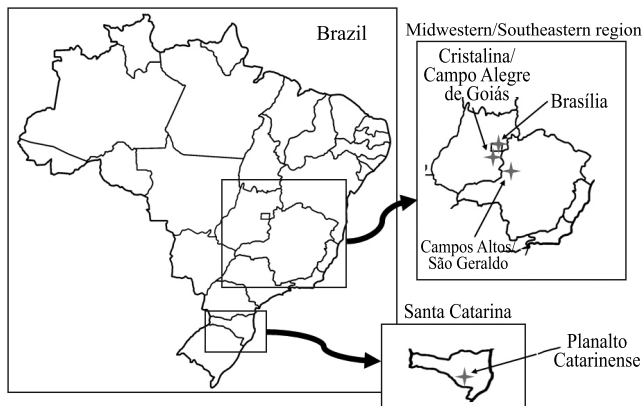 Brazil
Midwestern/Southeastern region
Cristalina/
Campo Alegre
de Goiás
Brasília
Campos Altos/
São Geraldo
Santa Catarina
Planalto
Catarinense